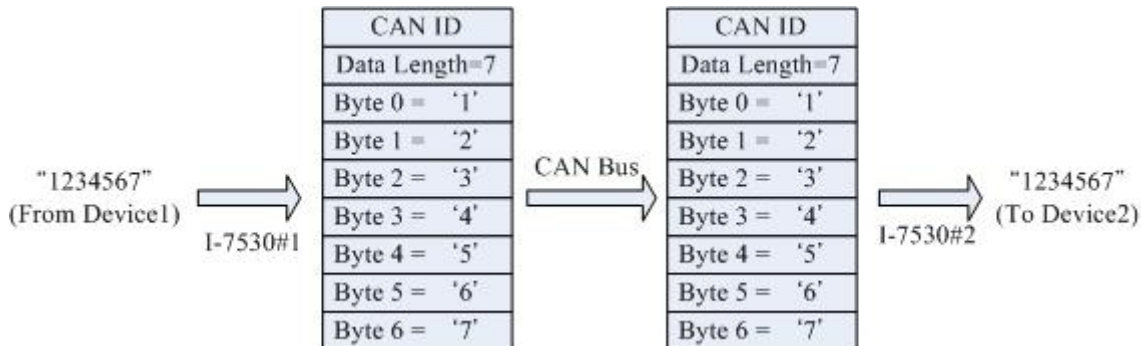 "1234567"
(From Device1)
I-7530#1
CAN ID
Data Length=7
Byte 0 = ‘1’
Byte 1 = ‘2’
Byte 2 = ‘3’
Byte 3 = ‘4’
Byte 4 = ‘5’
Byte 5 = ‘6’
Byte 6 = ‘7’
CAN Bus
CAN ID
Data Length=7
Byte 0 = ‘1’
Byte 1 = ‘2’
Byte 2 = ‘3’
Byte 3 = ‘4’
Byte 4 = ‘5’
Byte 5 = ‘6’
Byte 6 = ‘7’
I-7530#2
"1234567"
(To Device2)